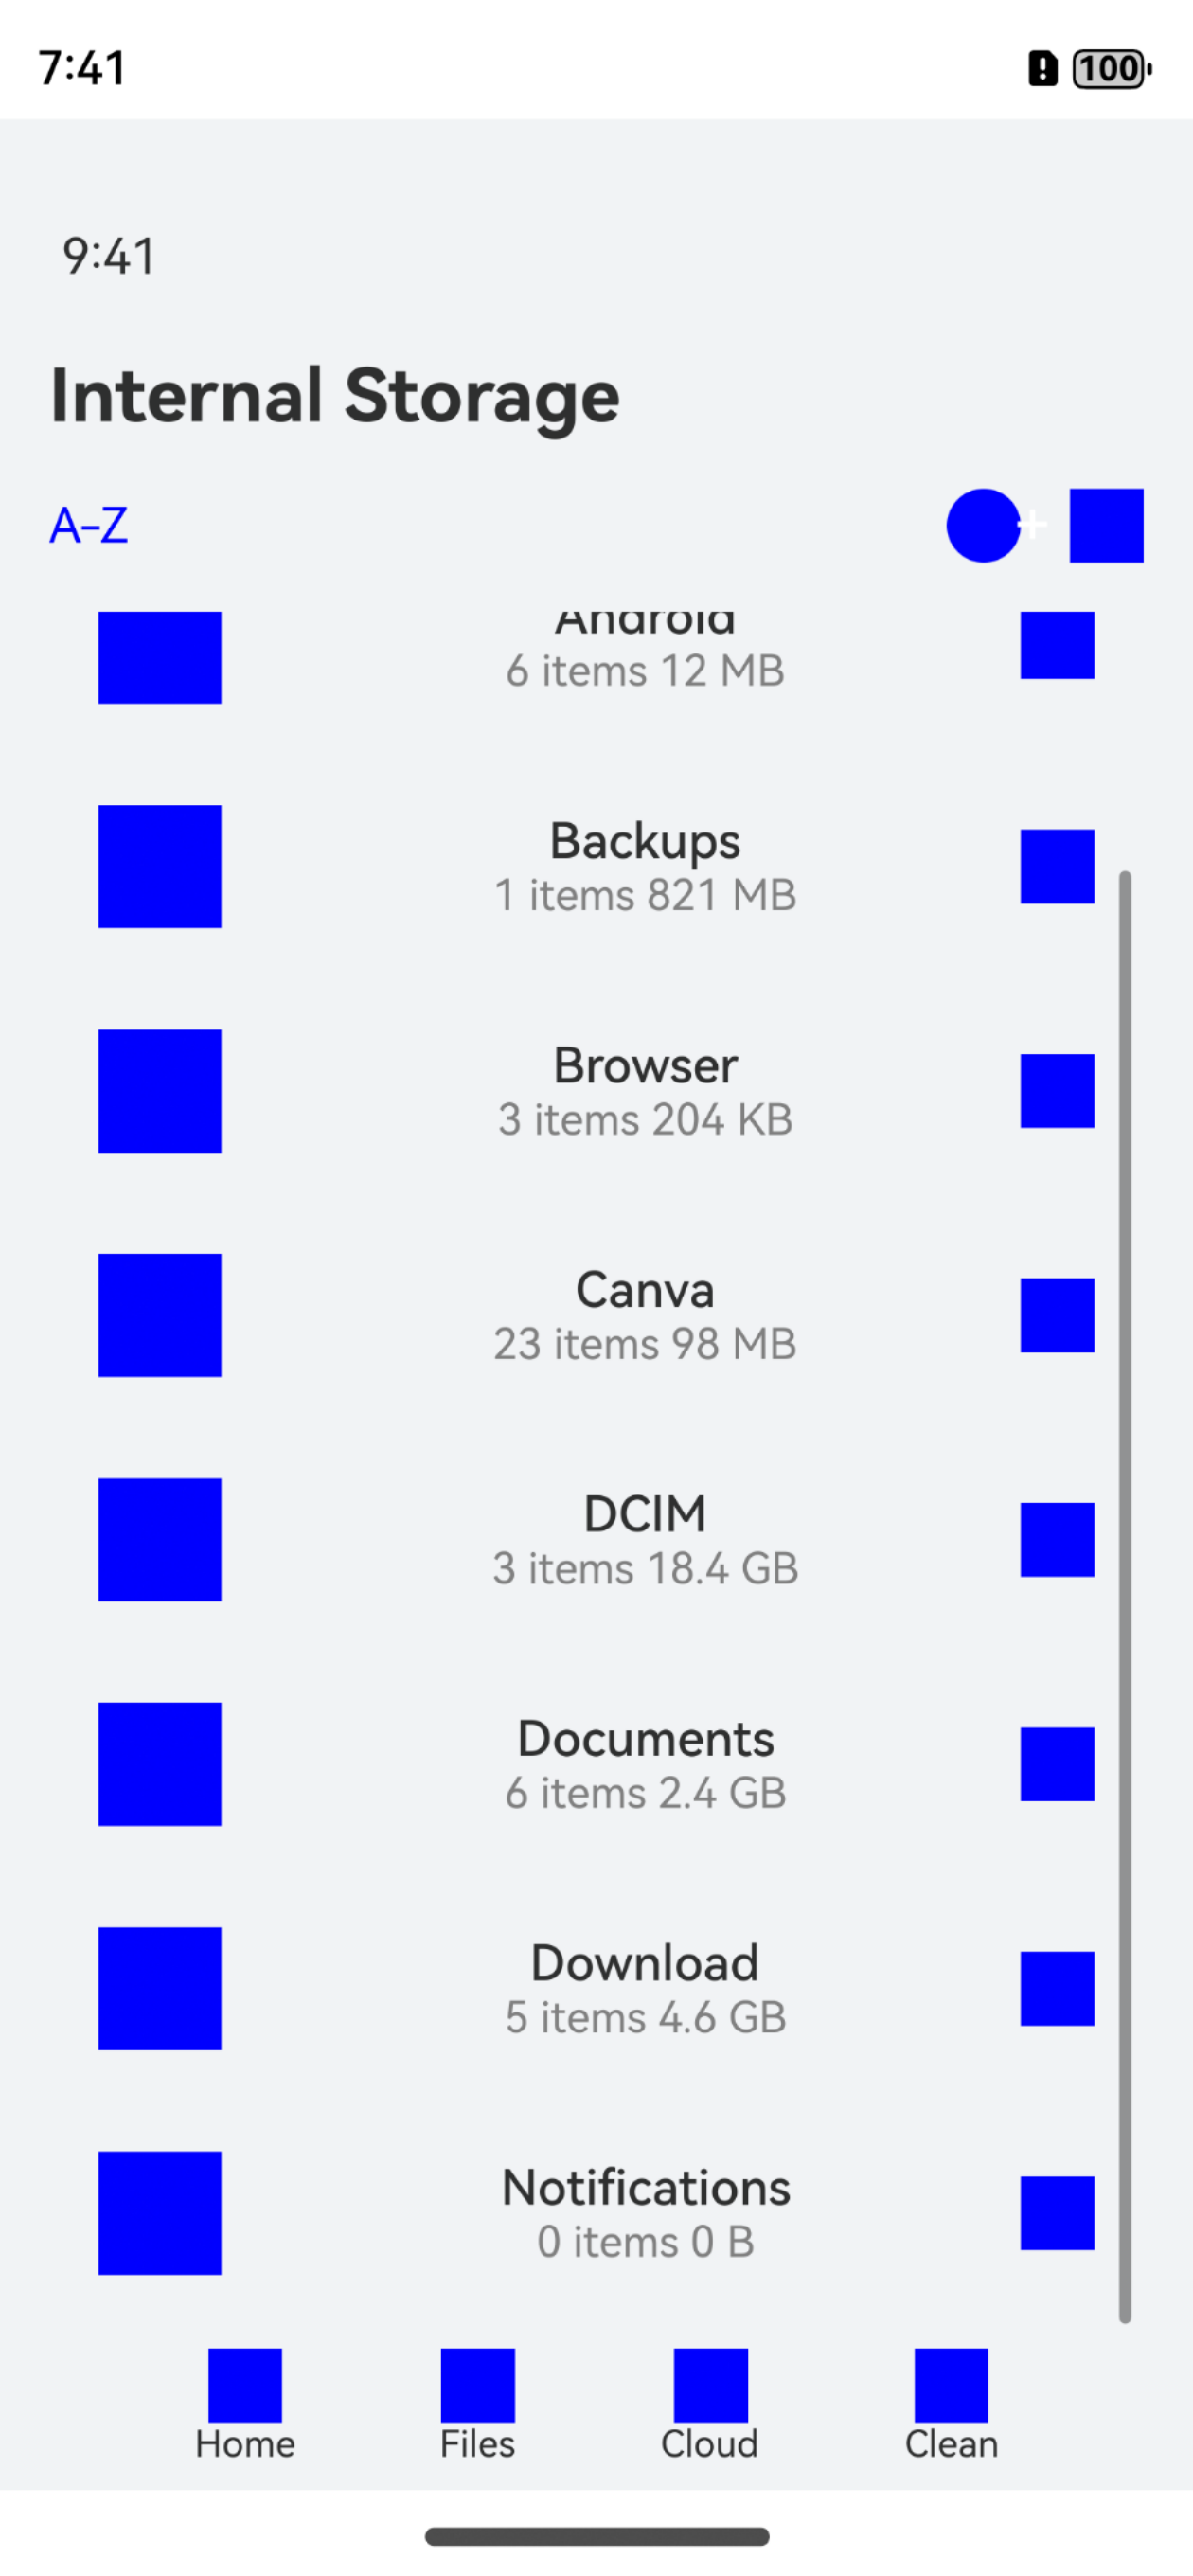 7:41
100
9:41
Internal Storage
A-Z
+
Android
6 items 12 MB
Backups
1 items 821 MB
Browser
3 items 204 KB
Canva
23 items 98 MB
DCIM
3 items 18.4 GB
Documents
6 items 2.4 GB
Download
5 items 4.6 GB
Notifications
0 items 0 B
Home
Files
Cloud
Clean